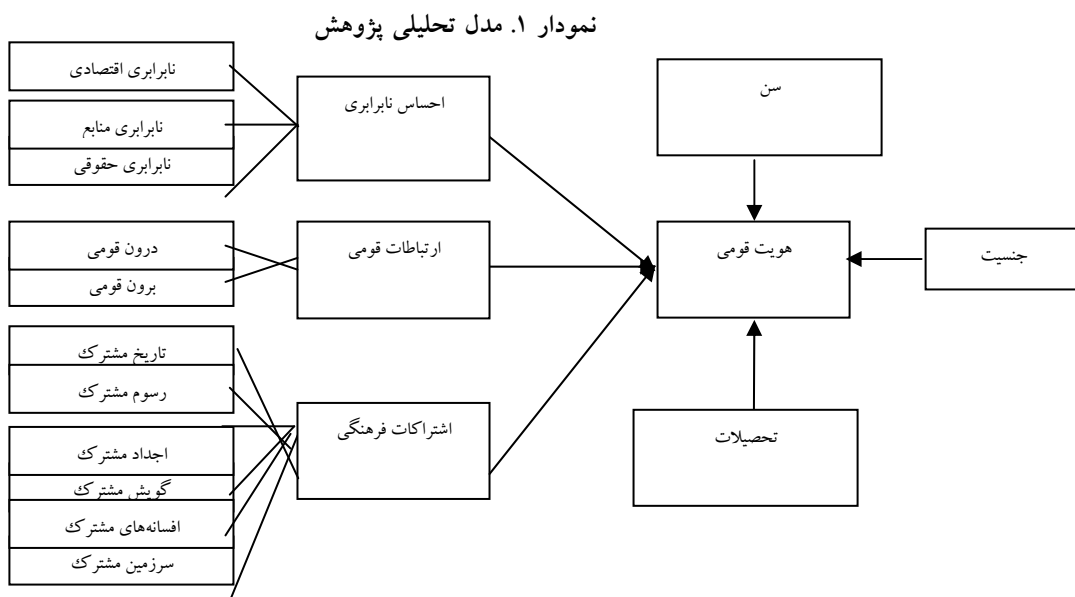 نمودار ۱. مدل تحلیلی پژوهش
سن
جنسیت
هویت قومی
تحصیلات
احساس نابرابری
ارتباطات قومی
اشتراکات فرهنگی
نابرابری اقتصادی
نابرابری منابع
نابرابری حقوقی
درون قومی
برون قومی
تاریخ مشترک
رسوم مشترک
اجداد مشترک
گویش مشترک
افسانه‌های مشترک
سرزمین مشترک